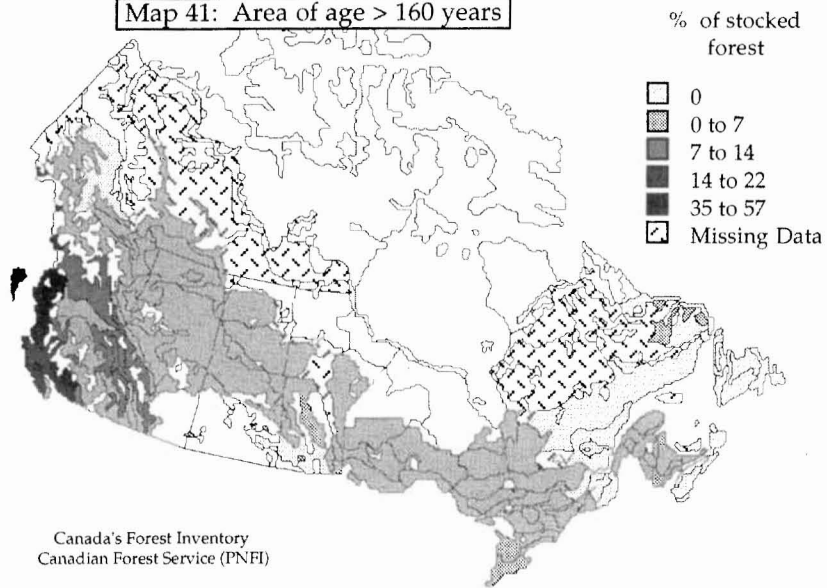 Map 41: Area of age > 160 years
% of stocked
forest
0
0 to 7
7 to 14
14 to 22
35 to 57
Missing Data
Canada's Forest Inventory
Canadian Forest Service (PNFI)